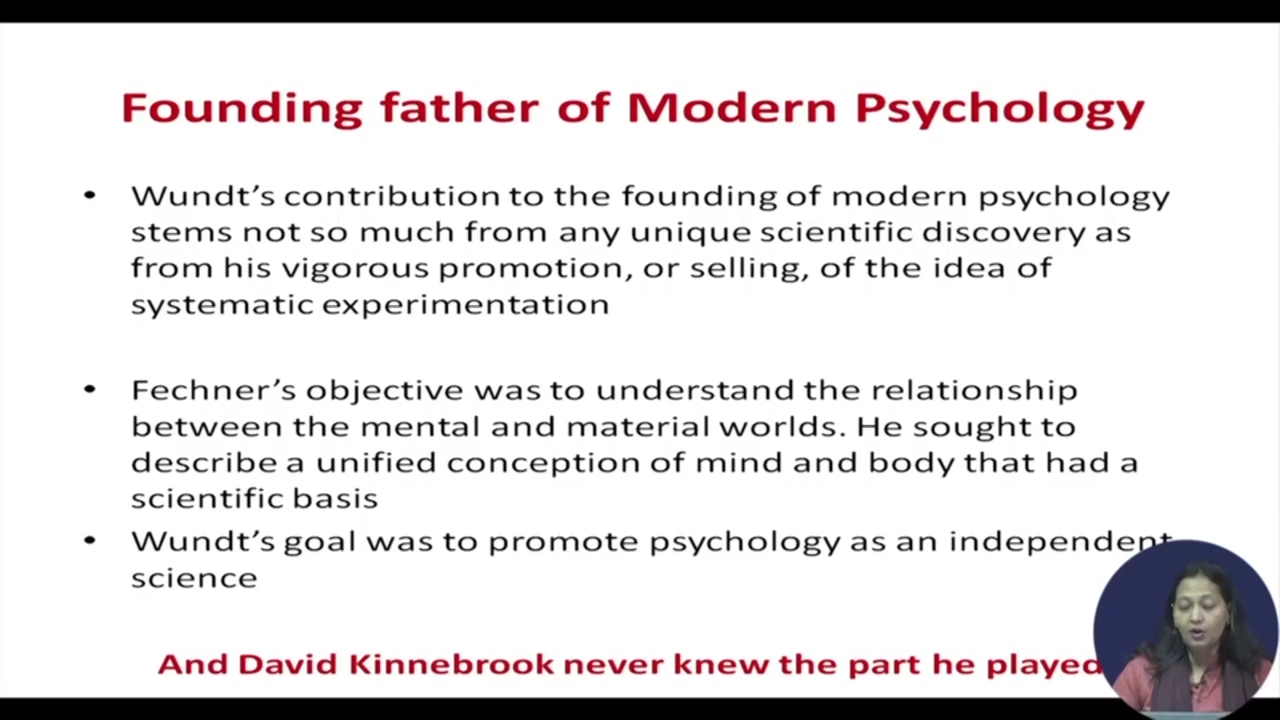 Founding father of Modern Psychology
• Wundt's contribution to the founding of modern psychology
stems not so much from any unique scientific discovery as
from his vigorous promotion, or selling, of the idea of
systematic experimentation
• Fechner's objective was to understand the relationship
between the mental and material worlds. He sought to
describe a unified conception of mind and body that had a
scientific basis
• Wundt's goal was to promote psychology as an independent
science
And David Kinnebrook never knew the part he played